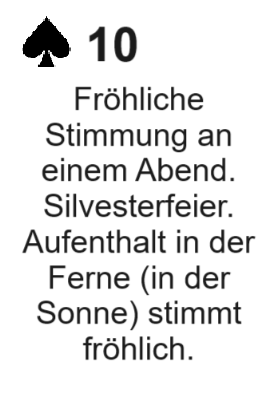 ♠ 10
Fröhliche
Stimmung an
einem Abend.
Silvesterfeier.
Aufenthalt in der
Ferne (in der
Sonne) stimmt
fröhlich.